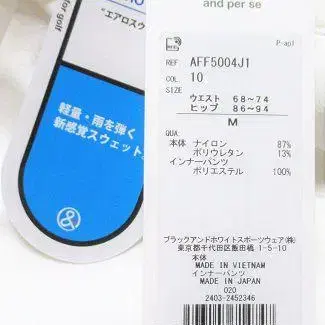 for golf
"エアロスウ
軽量・雨を弾く
新感覚スウェット
&
and per se
P-apl
REF AFF5004J1
COL. 10
SIZE
ウエスト 68~74
ヒップ 86~94
M
QUA.
本体 ナイロン 87%
ポリウレタン 13%
インナーパンツ
ポリエステル 100%
ブラックアンドホワイトスポーツウェア(株)
東京都千代田区飯田橋 1-5-10
本体
MADE IN VIETNAM
インナーパンツ
MADE IN JAPAN
020
2403-2452346